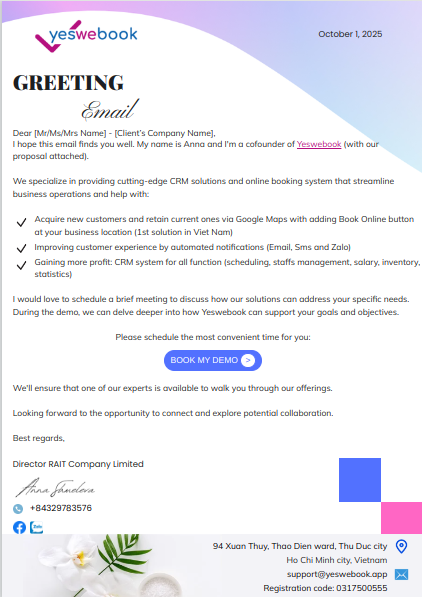 yeswebook
October 1, 2025
GREETING
Email
Dear [Mr/Ms/Mrs Name] - [Client's Company Name],
I hope this email finds you well. My name is Anna and I'm a cofounder of Yeswebook (with our
proposal attached).
We specialize in providing cutting-edge CRM solutions and online booking system that streamline
business operations and help with:
Acquire new customers and retain current ones via Google Maps with adding Book Online button
at your business location (1st solution in Viet Nam)
Improving customer experience by automated notifications (Email, Sms and Zalo)
Gaining more profit: CRM system for all function (scheduling, staffs management, salary, inventory,
statistics)
I would love to schedule a brief meeting to discuss how our solutions can address your specific needs.
During the demo, we can delve deeper into how Yeswebook can support your goals and objectives.
Please schedule the most convenient time for you:
BOOK MY DEMO >
We'll ensure that one of our experts is available to walk you through our offerings.
Looking forward to the opportunity to connect and explore potential collaboration.
Best regards,
Director RAIT Company Limited
Anna
+84329783576
94 Xuan Thuy, Thao Dien ward, Thu Duc city
Ho Chi Minh city, Vietnam
support@yeswebook.app
Registration code: 0317500555